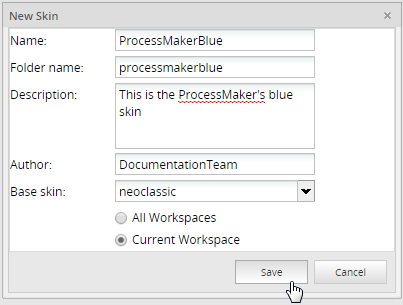 New Skin
Name: ProcessMakerBlue
Folder name: processmakerblue
Description: This is the ProcessMaker's blue
skin
Author: DocumentationTeam
Base skin: neoclassic
All Workspaces
Current Workspace
Save Cancel